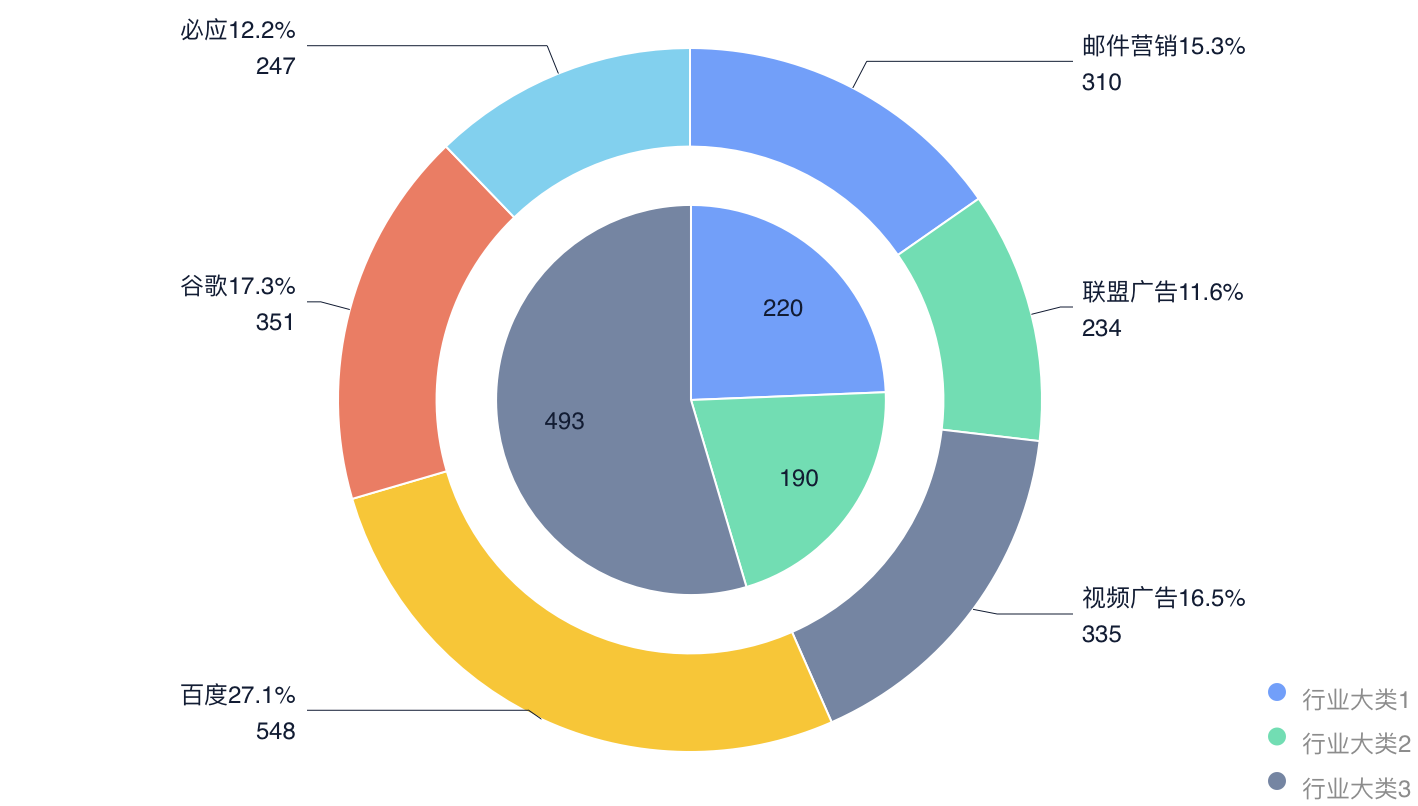 必应12.2%
247
邮件营销15.3%
310
谷歌17.3%
351
联盟广告11.6%
234
220
493
190
视频广告16.5%
335
百度27.1%
548
行业大类1
行业大类2
行业大类3